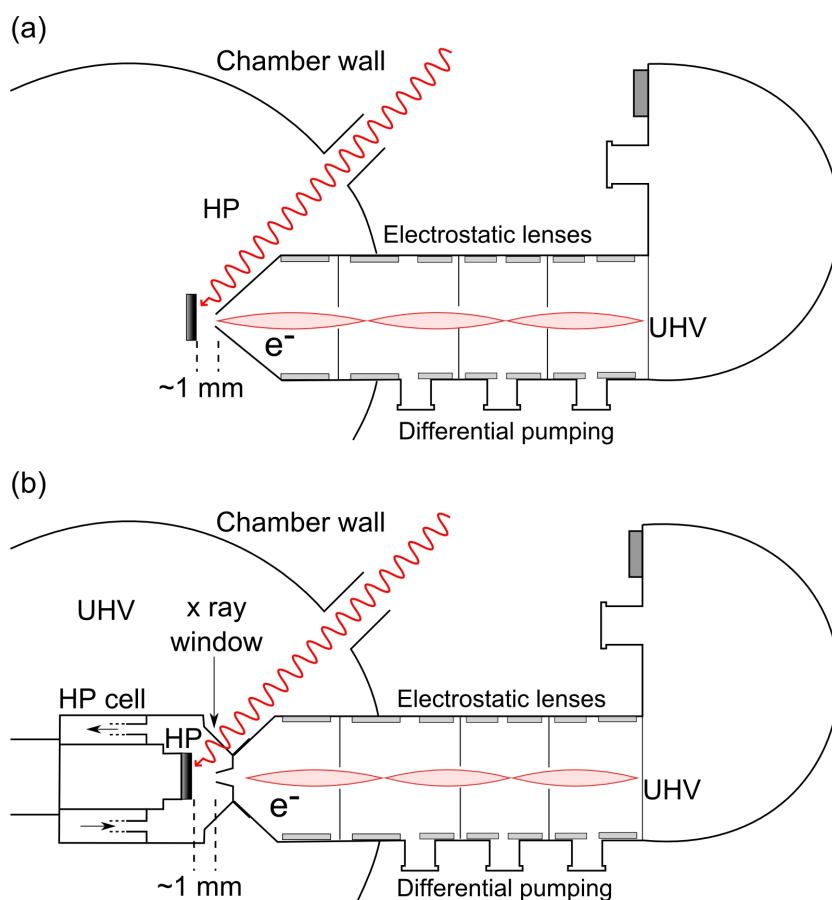 (a)
Chamber wall
HP
Electrostatic lenses
e-
UHV
~1 mm
Differential pumping
(b)
Chamber wall
UHV
x ray
window
HP cell
Electrostatic lenses
HP
e-
UHV
~1 mm
Differential pumping